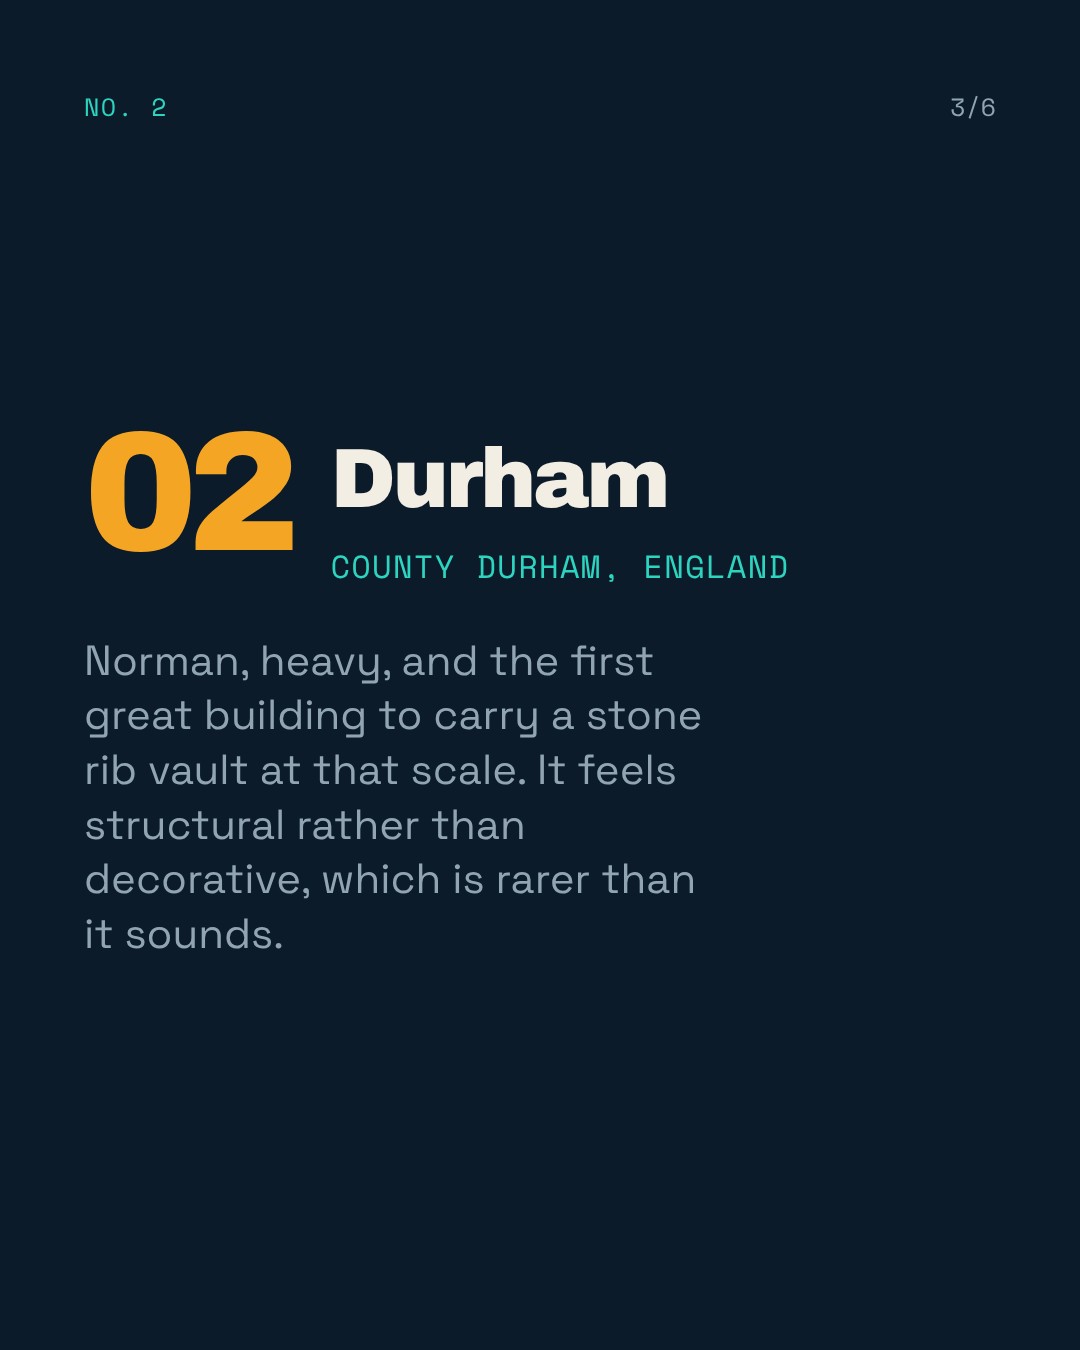 NO. 2
3/6
02
Durham
COUNTY DURHAM, ENGLAND
Norman, heavy, and the first
great building to carry a stone
rib vault at that scale. It feels
structural rather than
decorative, which is rarer than
it sounds.